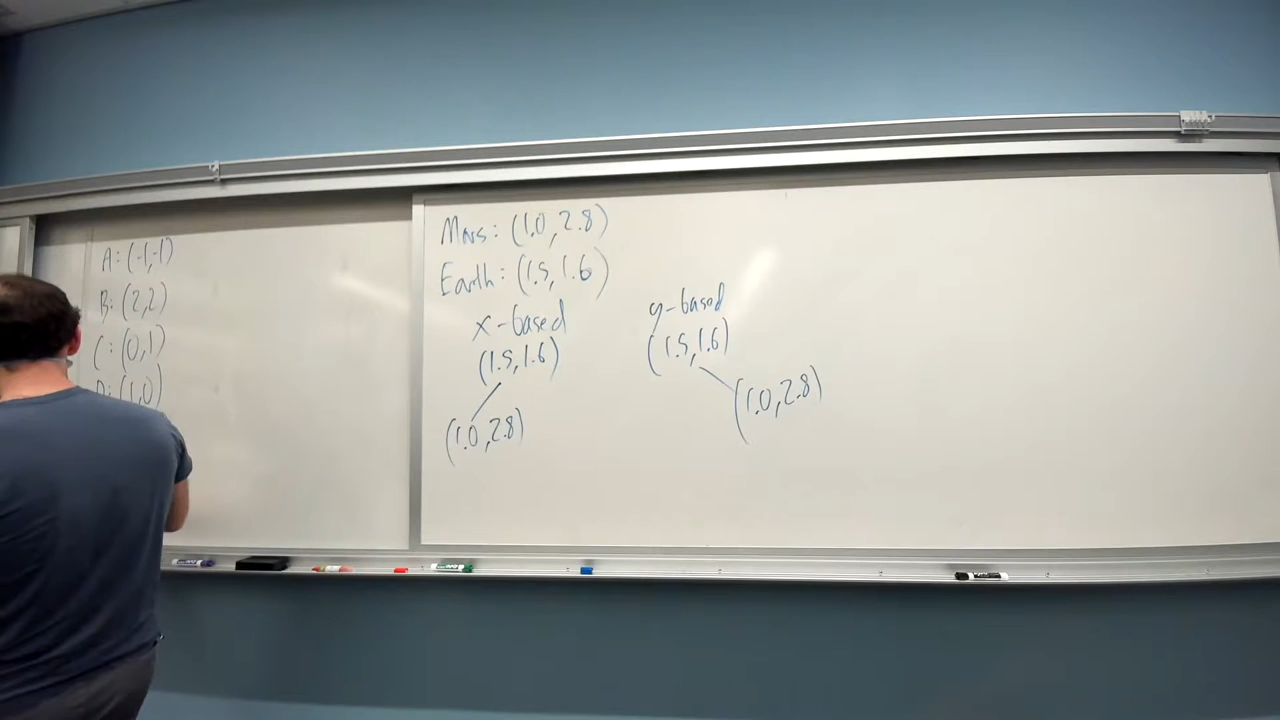 A: (-1,-1)
B: (2,2)
C: (0,1)
D: (1,0)
Mars: (1.0, 2.8)
Earth: (1.5, 1.6)
x-based
(1.5, 1.6)
(1.0, 2.8)
y-based
(1.5, 1.6)
(1.0, 2.8)